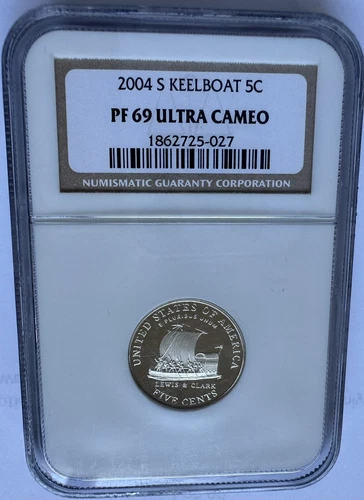 2004 S KEELBOAT 5C
PF 69 ULTRA CAMEO
1862725-027
NUMISMATIC GUARANTY CORPORATION
UNITED STATES OF AMERICA
E PLURIBUS UNUM
LEWIS & CLARK
FIVE CENTS